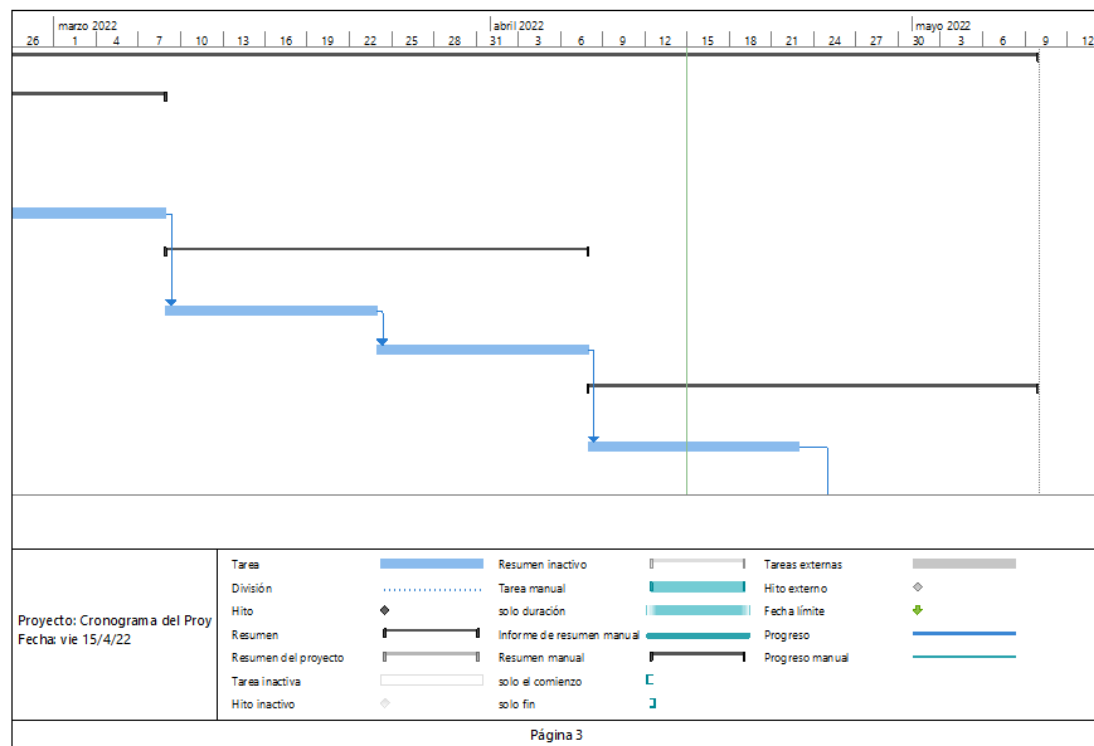 marzo 2022 abril 2022 mayo 2022
26 1 4 7 10 13 16 19 22 25 28 31 3 6 9 12 15 18 21 24 27 30 3 6 9 12
Tarea Resumen inactivo Tareas externas
División Tarea manual Hito externo
Hito solo duración Fecha límite
Proyecto: Cronograma del Proy
Fecha: vie 15/4/22
Resumen Informe de resumen manual Progreso
Resumen del proyecto Resumen manual Progreso manual
Tarea inactiva solo el comienzo
Hito inactivo solo fin
Página 3